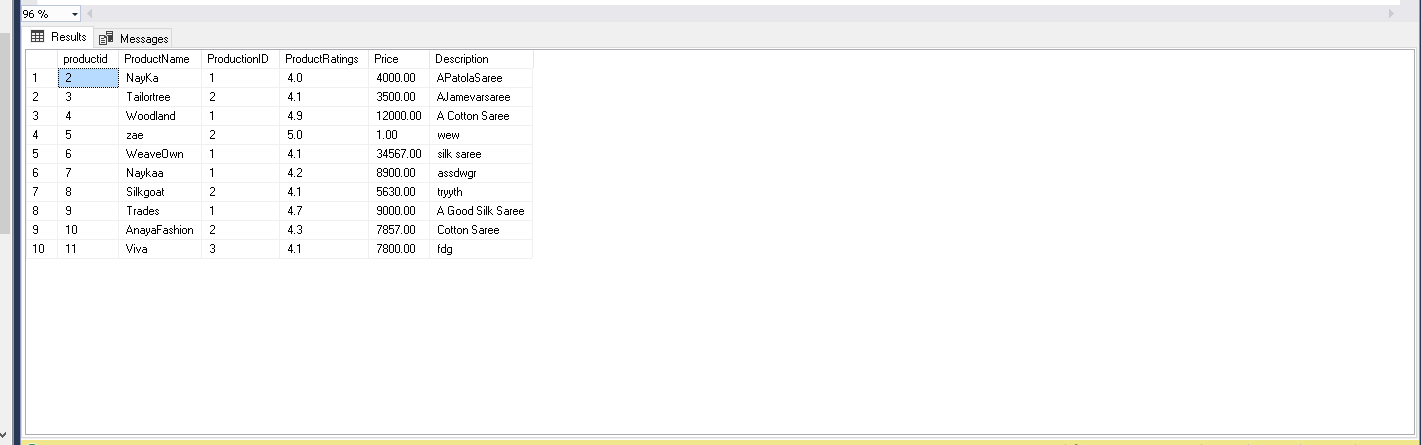 96 %
Results Messages
productid ProductName ProductionID ProductRatings Price Description
1 2 NayKa 1 4.0 4000.00 APatolaSaree
2 3 Tailortree 2 4.1 3500.00 AJamevarsaree
3 4 Woodland 1 4.9 12000.00 A Cotton Saree
4 5 zae 2 5.0 1.00 wew
5 6 WeaveOwn 1 4.1 34567.00 silk saree
6 7 Naykaa 1 4.2 8900.00 assdwgr
7 8 Silkgoat 2 4.1 5630.00 tryyth
8 9 Trades 1 4.7 9000.00 A Good Silk Saree
9 10 AnayaFashion 2 4.3 7857.00 Cotton Saree
10 11 Viva 3 4.1 7800.00 fdg